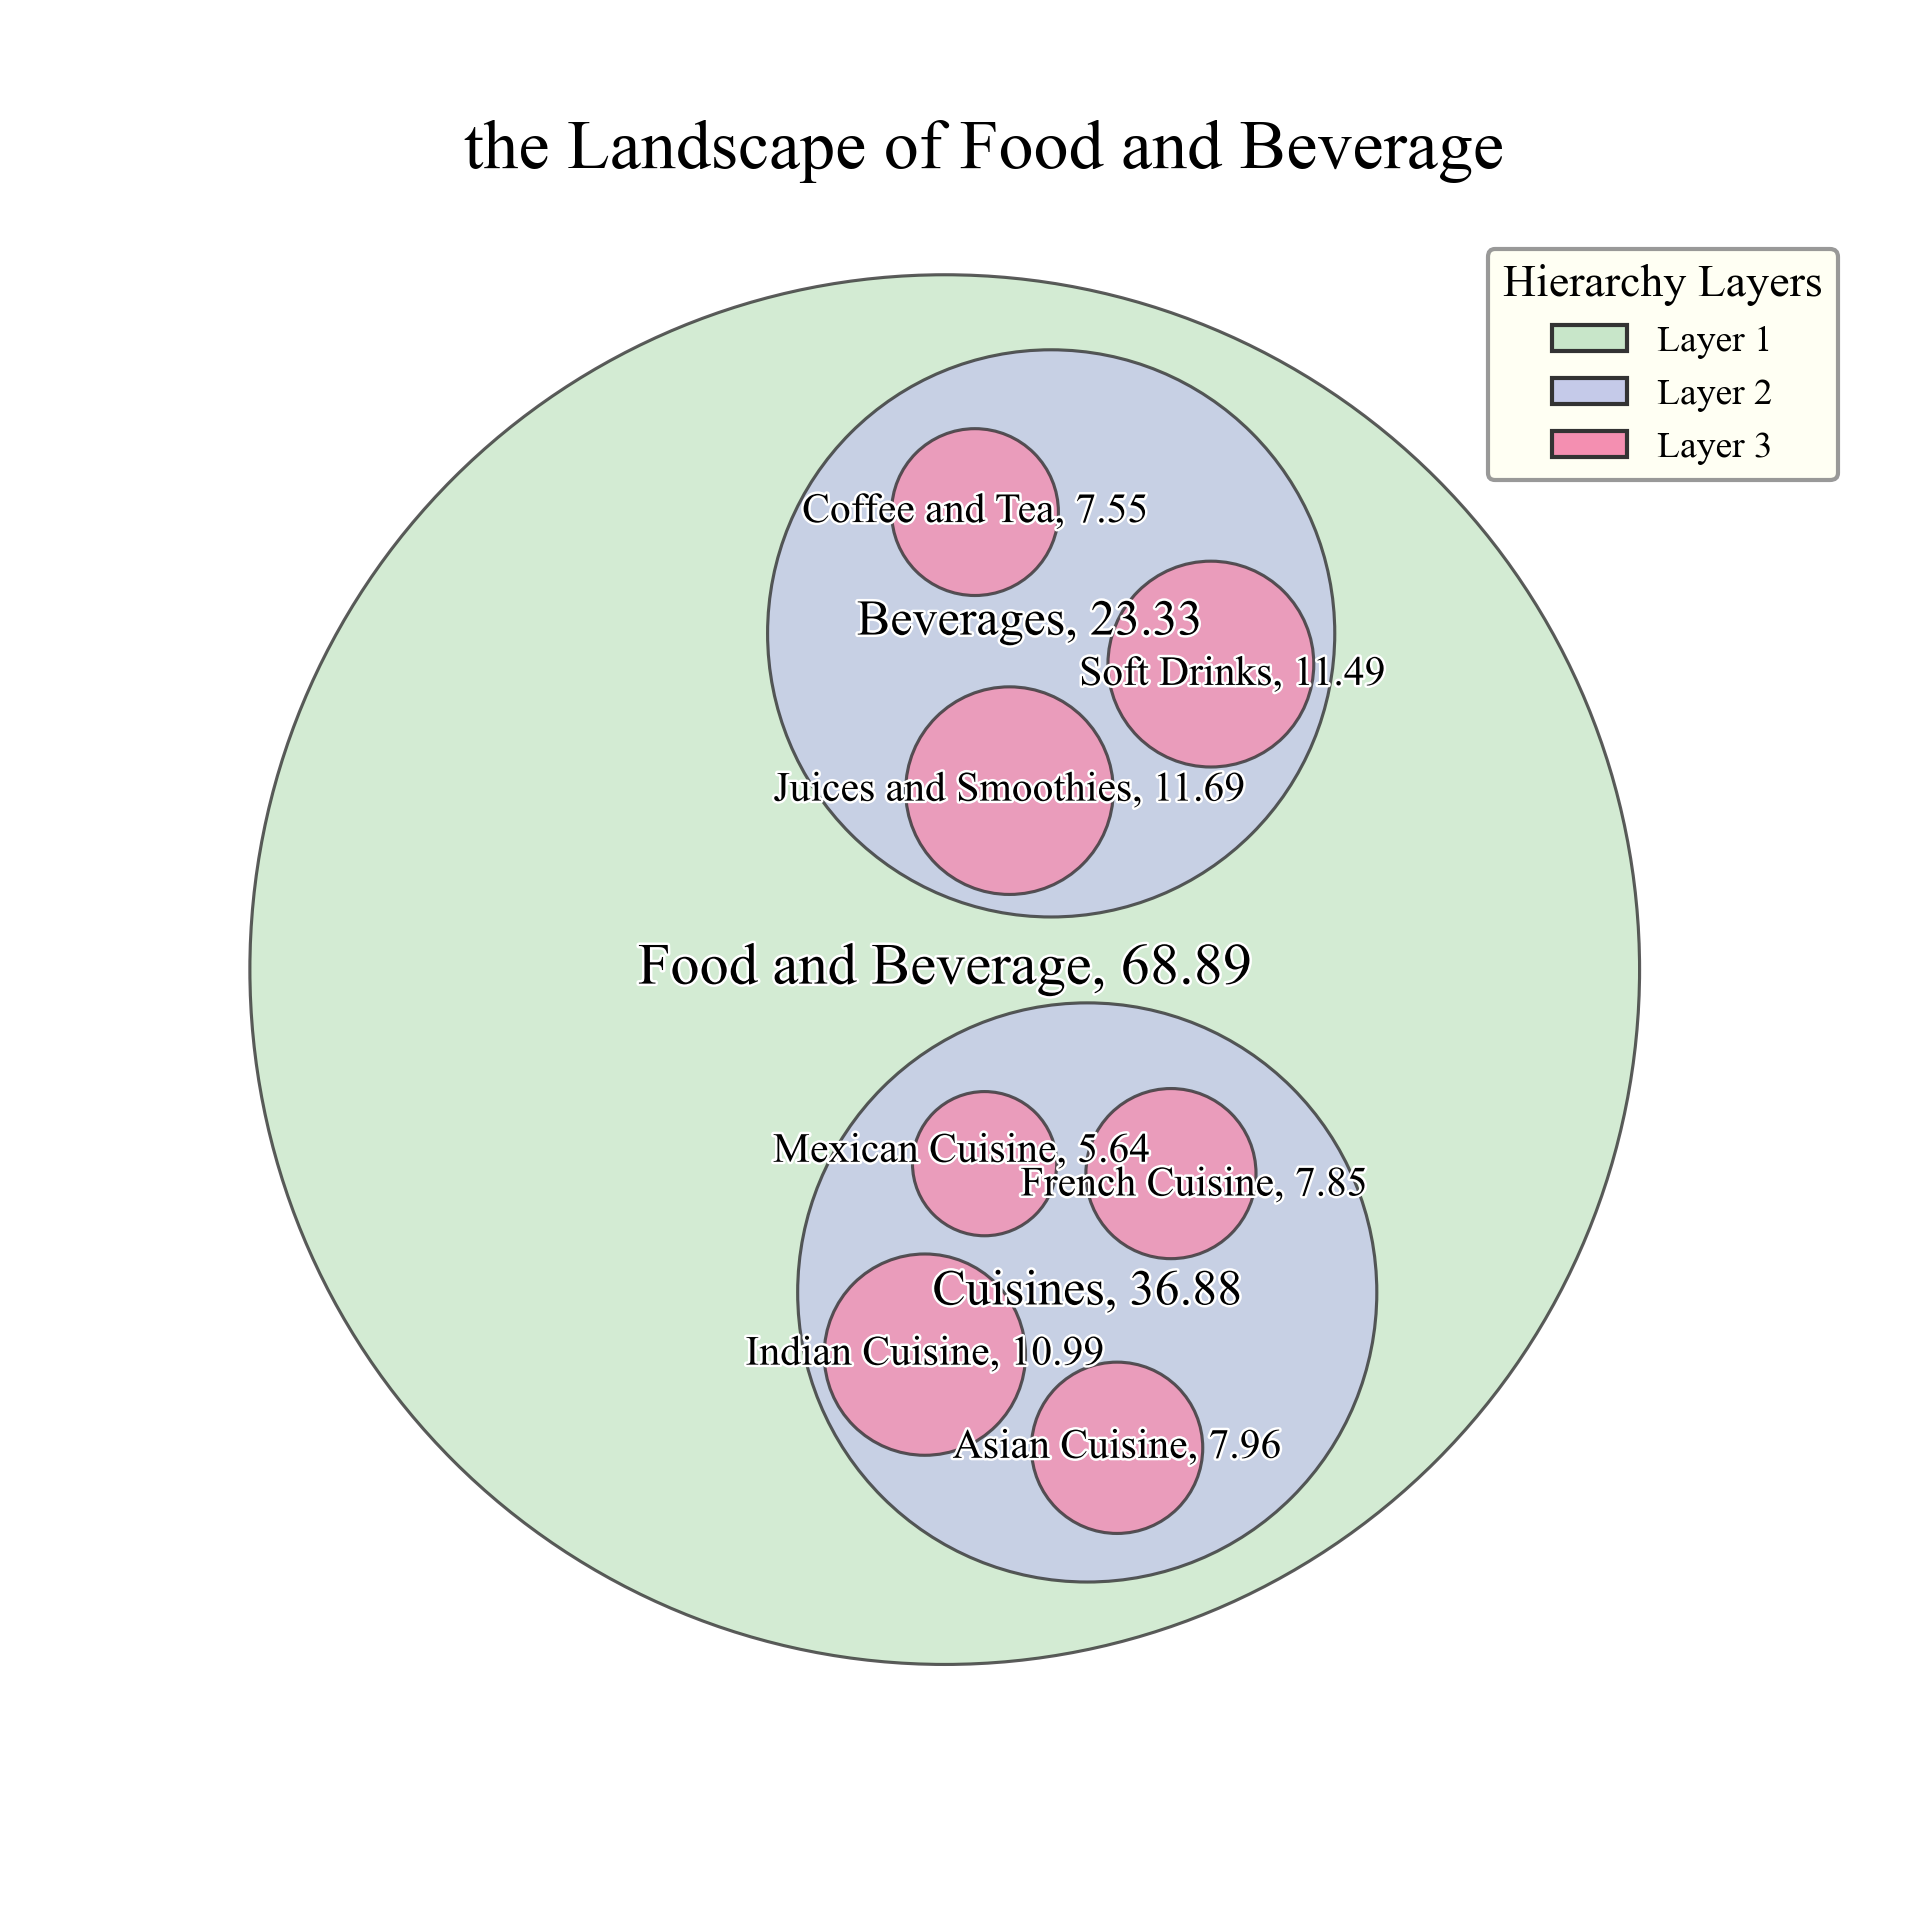 the Landscape of Food and Beverage
Hierarchy Layers
Layer 1
Layer 2
Layer 3
Coffee and Tea, 7.55
Beverages, 23.33
Soft Drinks, 11.49
Juices and Smoothies, 11.69
Food and Beverage, 68.89
Mexican Cuisine, 5.64
French Cuisine, 7.85
Cuisines, 36.88
Indian Cuisine, 10.99
Asian Cuisine, 7.96